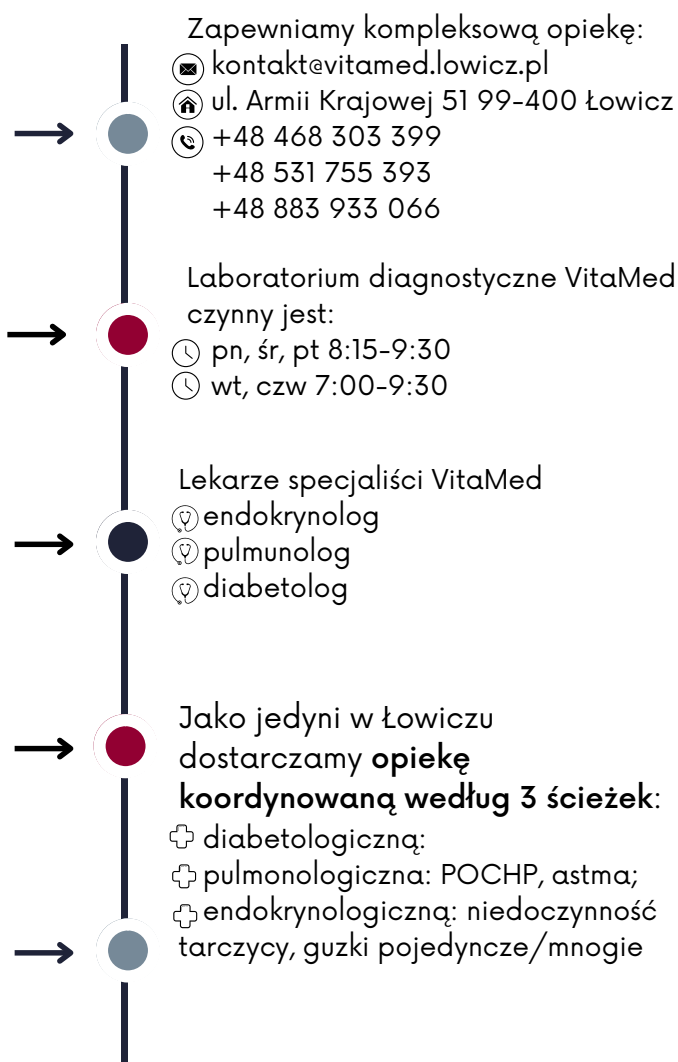 Zapewniamy kompleksową opiekę:
kontakt@vitamed.lowicz.pl
ul. Armii Krajowej 51 99-400 Łowicz
+48 468 303 399
+48 531 755 393
+48 883 933 066
Laboratorium diagnostyczne VitaMed
czynny jest:
pn, śr, pt 8:15-9:30
wt, czw 7:00-9:30
Lekarze specjaliści VitaMed
endokrynolog
pulmunolog
diabetolog
Jako jedyni w Łowiczu
dostarczamy opiekę
koordynowaną według 3 ścieżek:
diabetologiczną:
pulmonologiczna: POCHP, astma;
endokrynologiczną: niedoczynność
tarczycy, guzki pojedyncze/mnogie